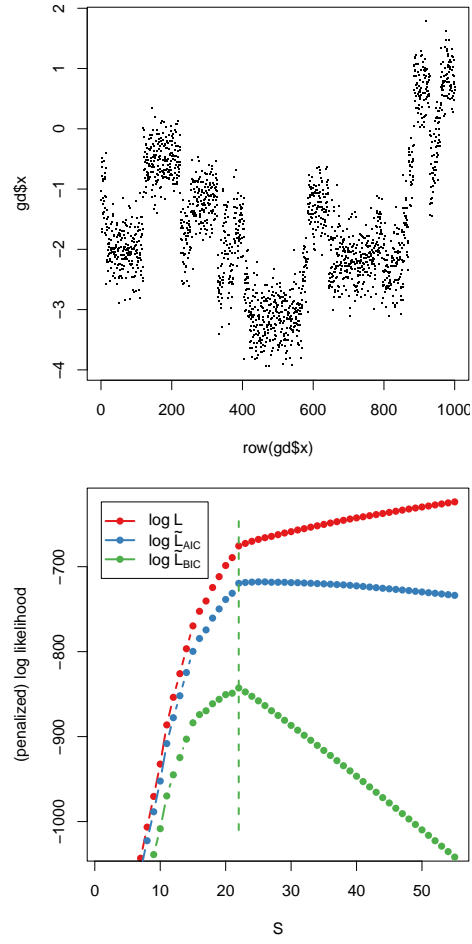 2
1
0
-1
-2
-3
-4
gd$x
0 200 400 600 800 1000
row(gd$x)
log L
log L̃AIC
log L̃BIC
-700
-800
-900
-1000
(penalized) log likelihood
0 10 20 30 40 50
S